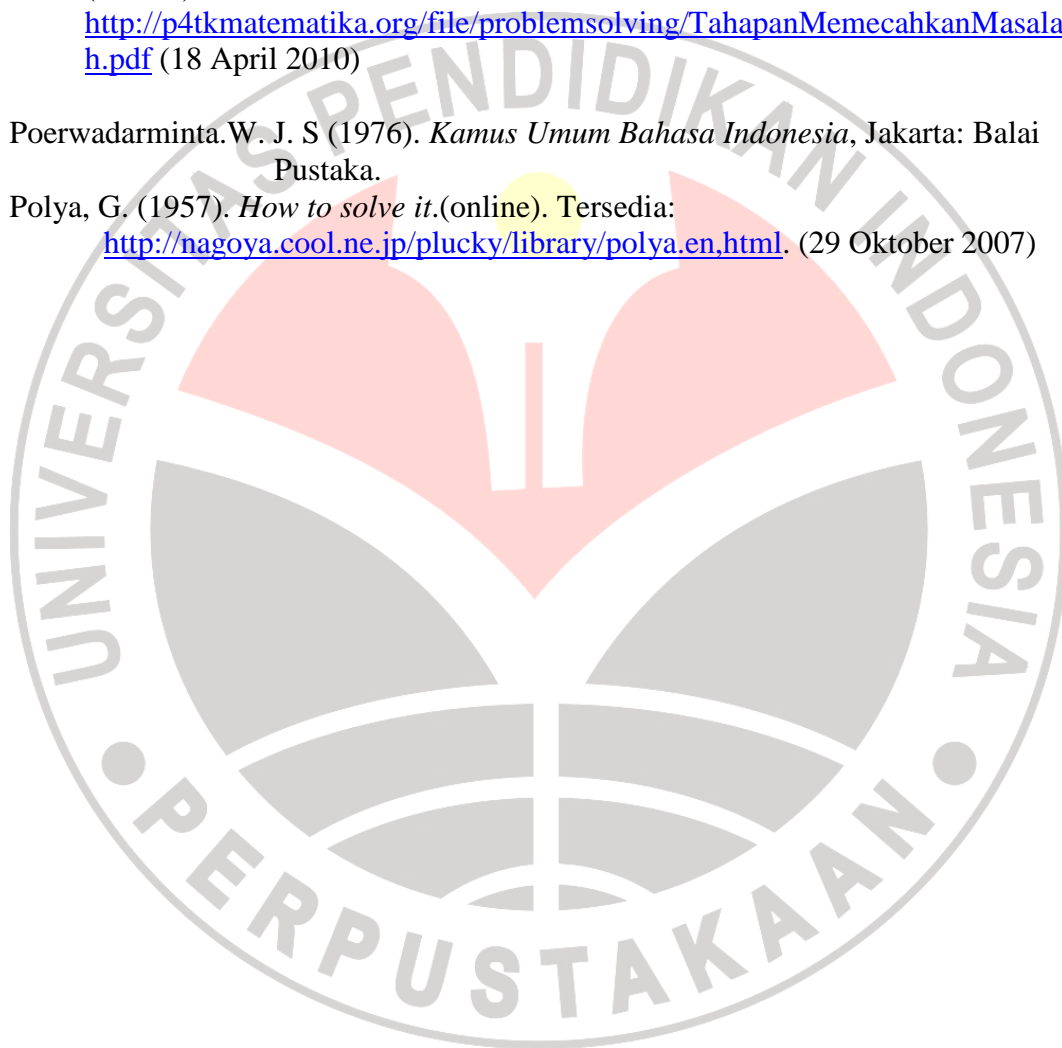 http://p4tkmatematika.org/file/problemsolving/TahapanMemecahkanMasala
h.pdf (18 April 2010)
Poerwadarminta.W. J. S (1976). Kamus Umum Bahasa Indonesia, Jakarta: Balai
Pustaka.
Polya, G. (1957). How to solve it.(online). Tersedia:
http://nagoya.cool.ne.jp/plucky/library/polya.en,html. (29 Oktober 2007)
UNIVERSITAS PENDIDIKAN INDONESIA
PERPUSTAKAAN